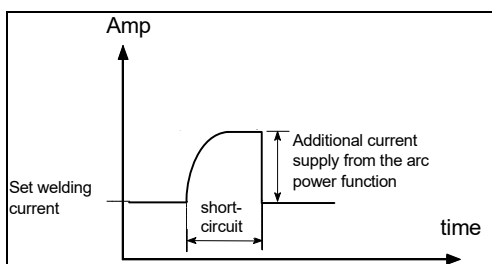 Amp
Additional current
supply from the arc
power function
Set welding
current
short-
circuit
time